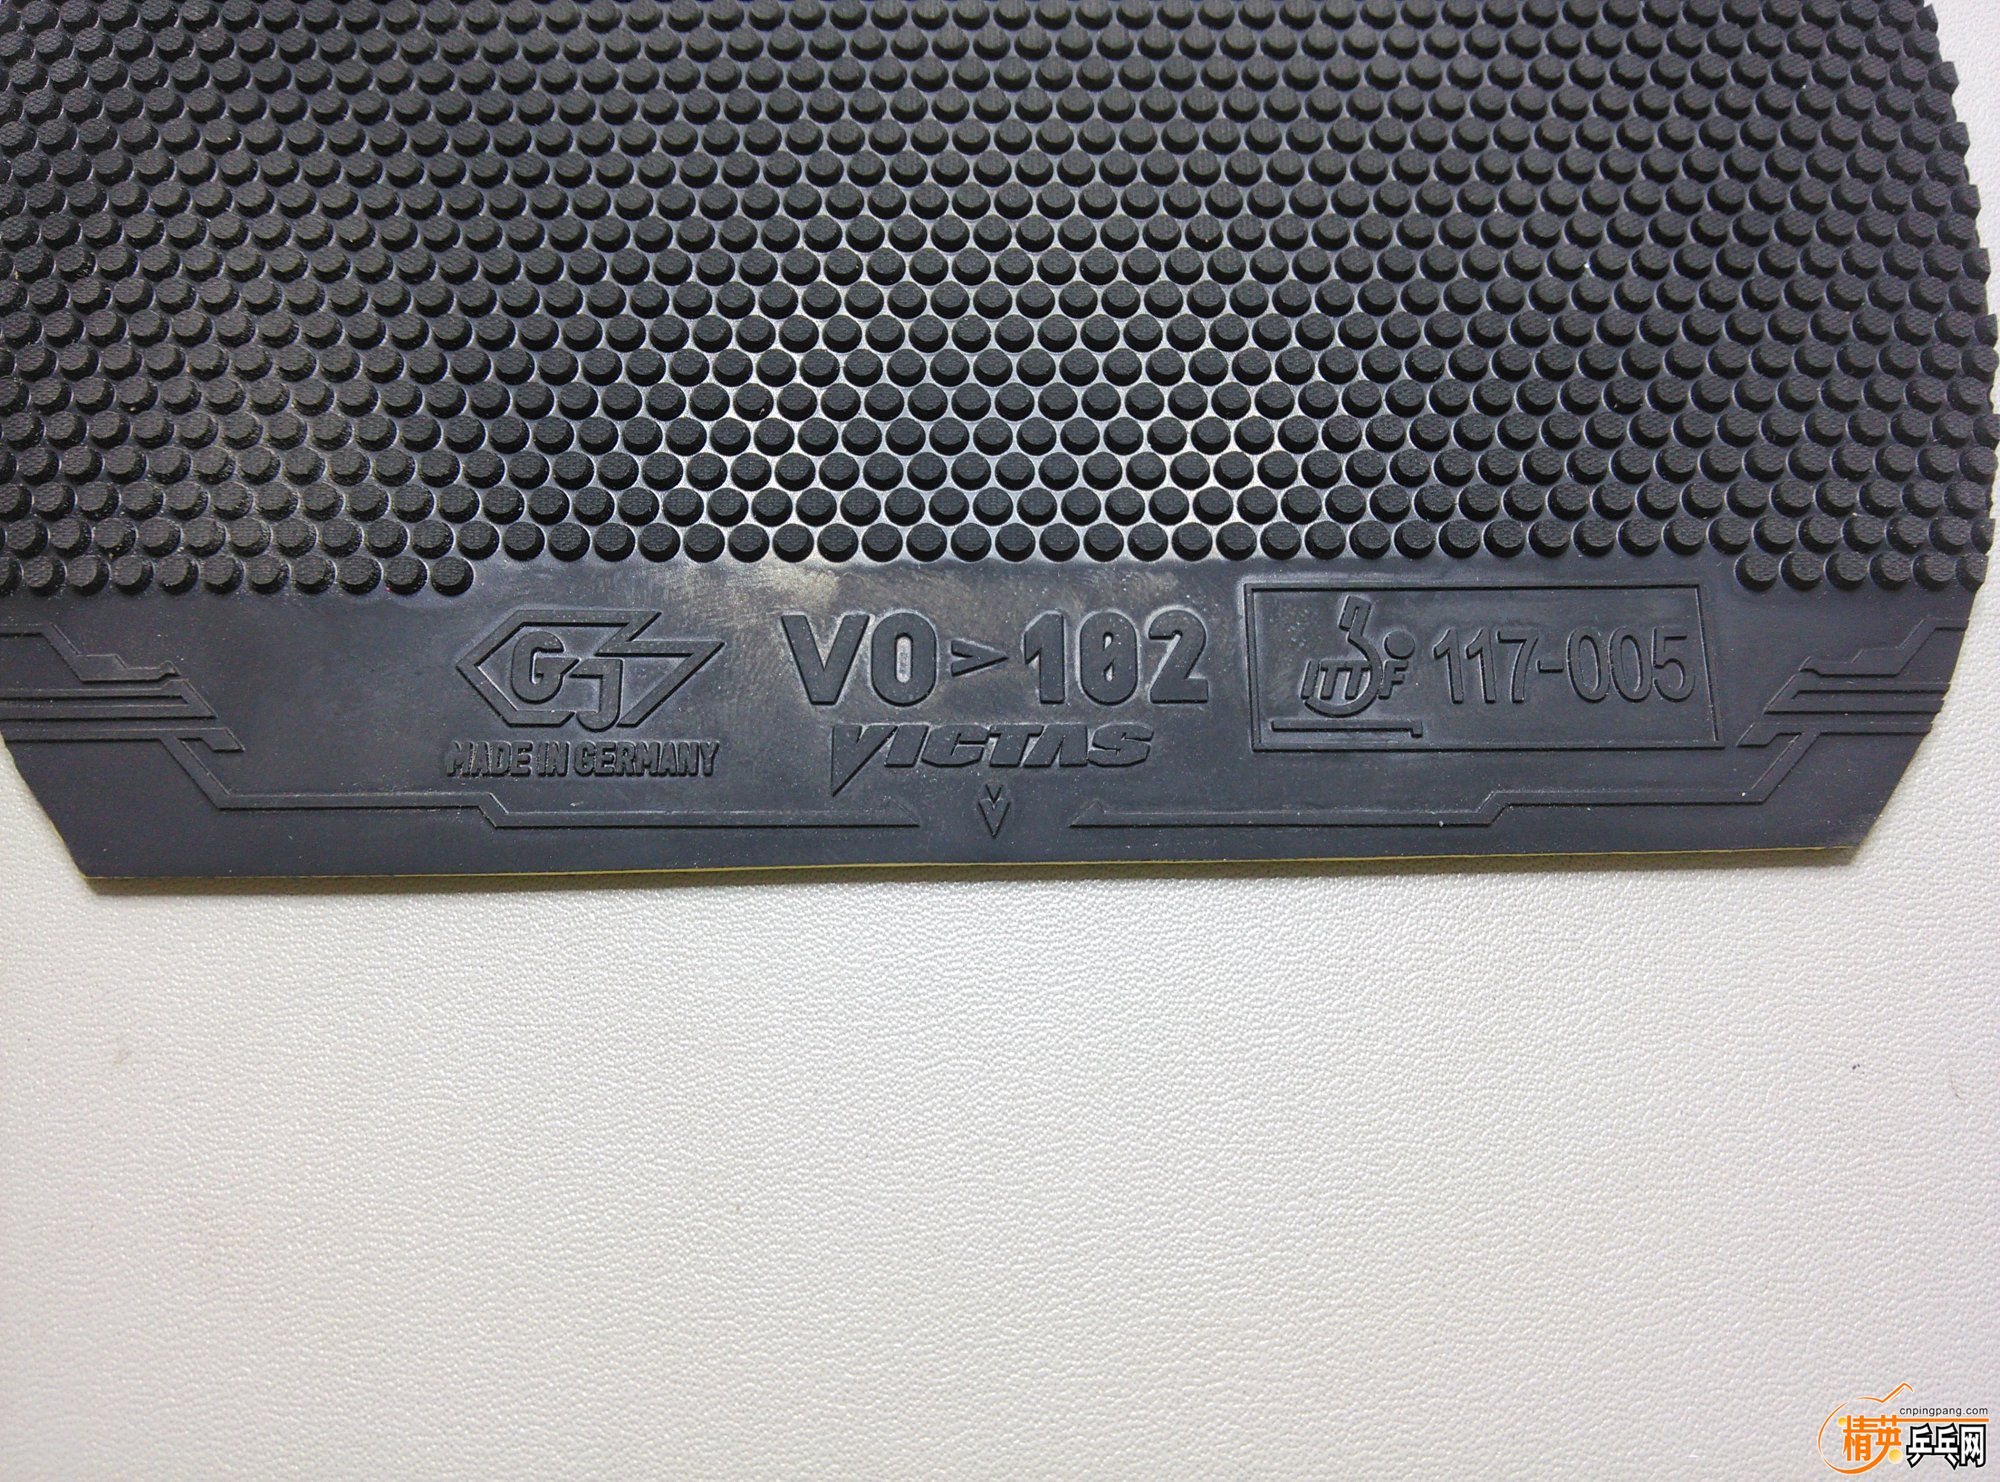 GJ
MADE IN GERMANY
VO>102
VICTAS
ITTF 117-005
cnpingpang.com
精英乒乓网